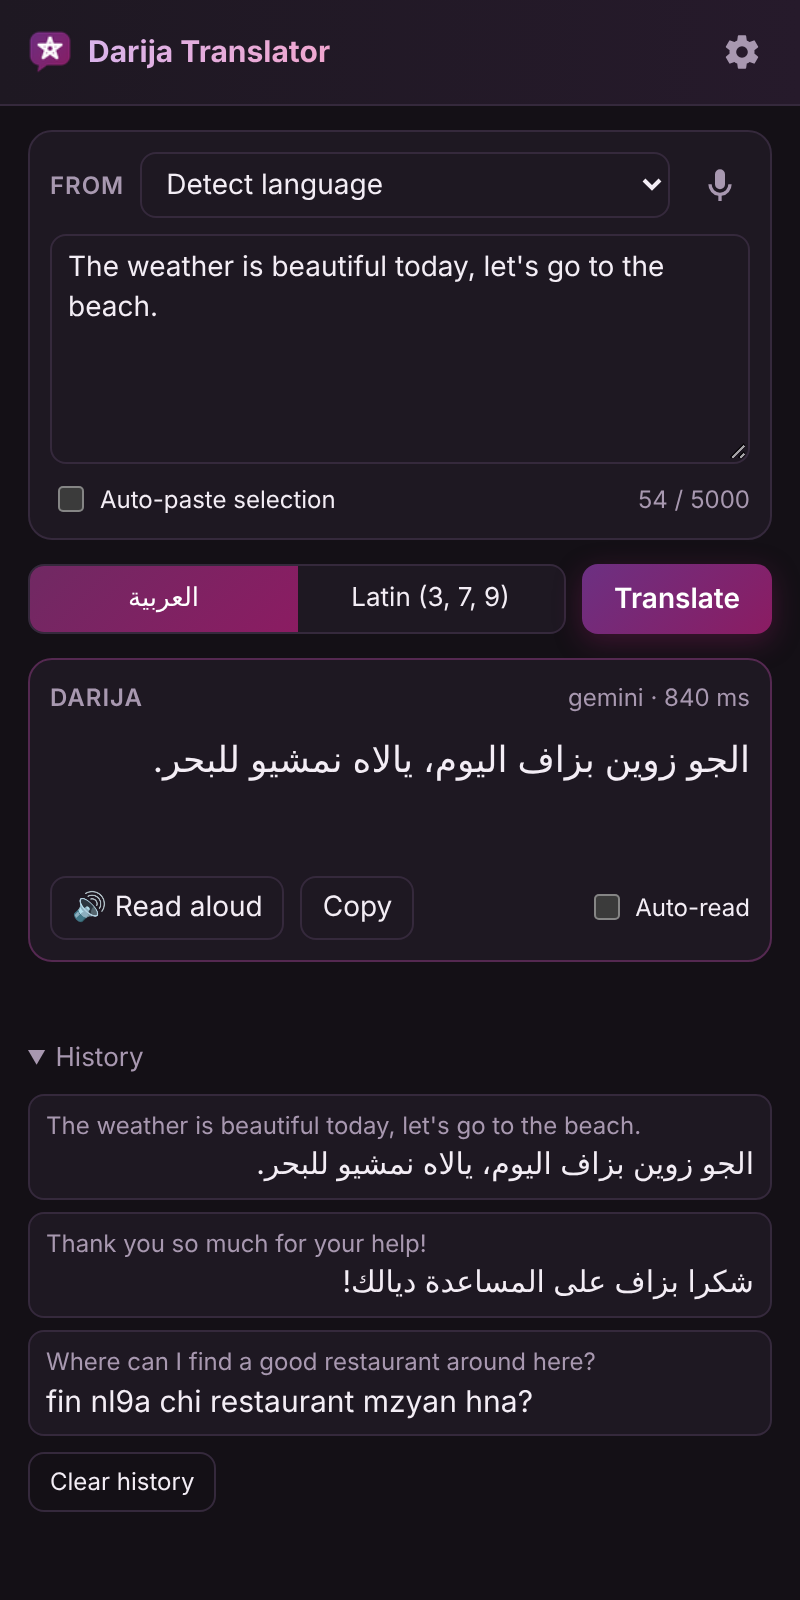 Darija Translator
FROM
Detect language
The weather is beautiful today, let's go to the
beach.
Auto-paste selection
54 / 5000
العربية
Latin (3, 7, 9)
Translate
DARIJA
gemini · 840 ms
الجو زوين بزاف اليوم، يالاه نمشيو للبحر.
🔊 Read aloud
Copy
Auto-read
▼ History
The weather is beautiful today, let's go to the beach.
الجو زوين بزاف اليوم، يالاه نمشيو للبحر.
Thank you so much for your help!
شكرا بزاف على المساعدة ديالك!
Where can I find a good restaurant around here?
fin nl9a chi restaurant mzyan hna?
Clear history